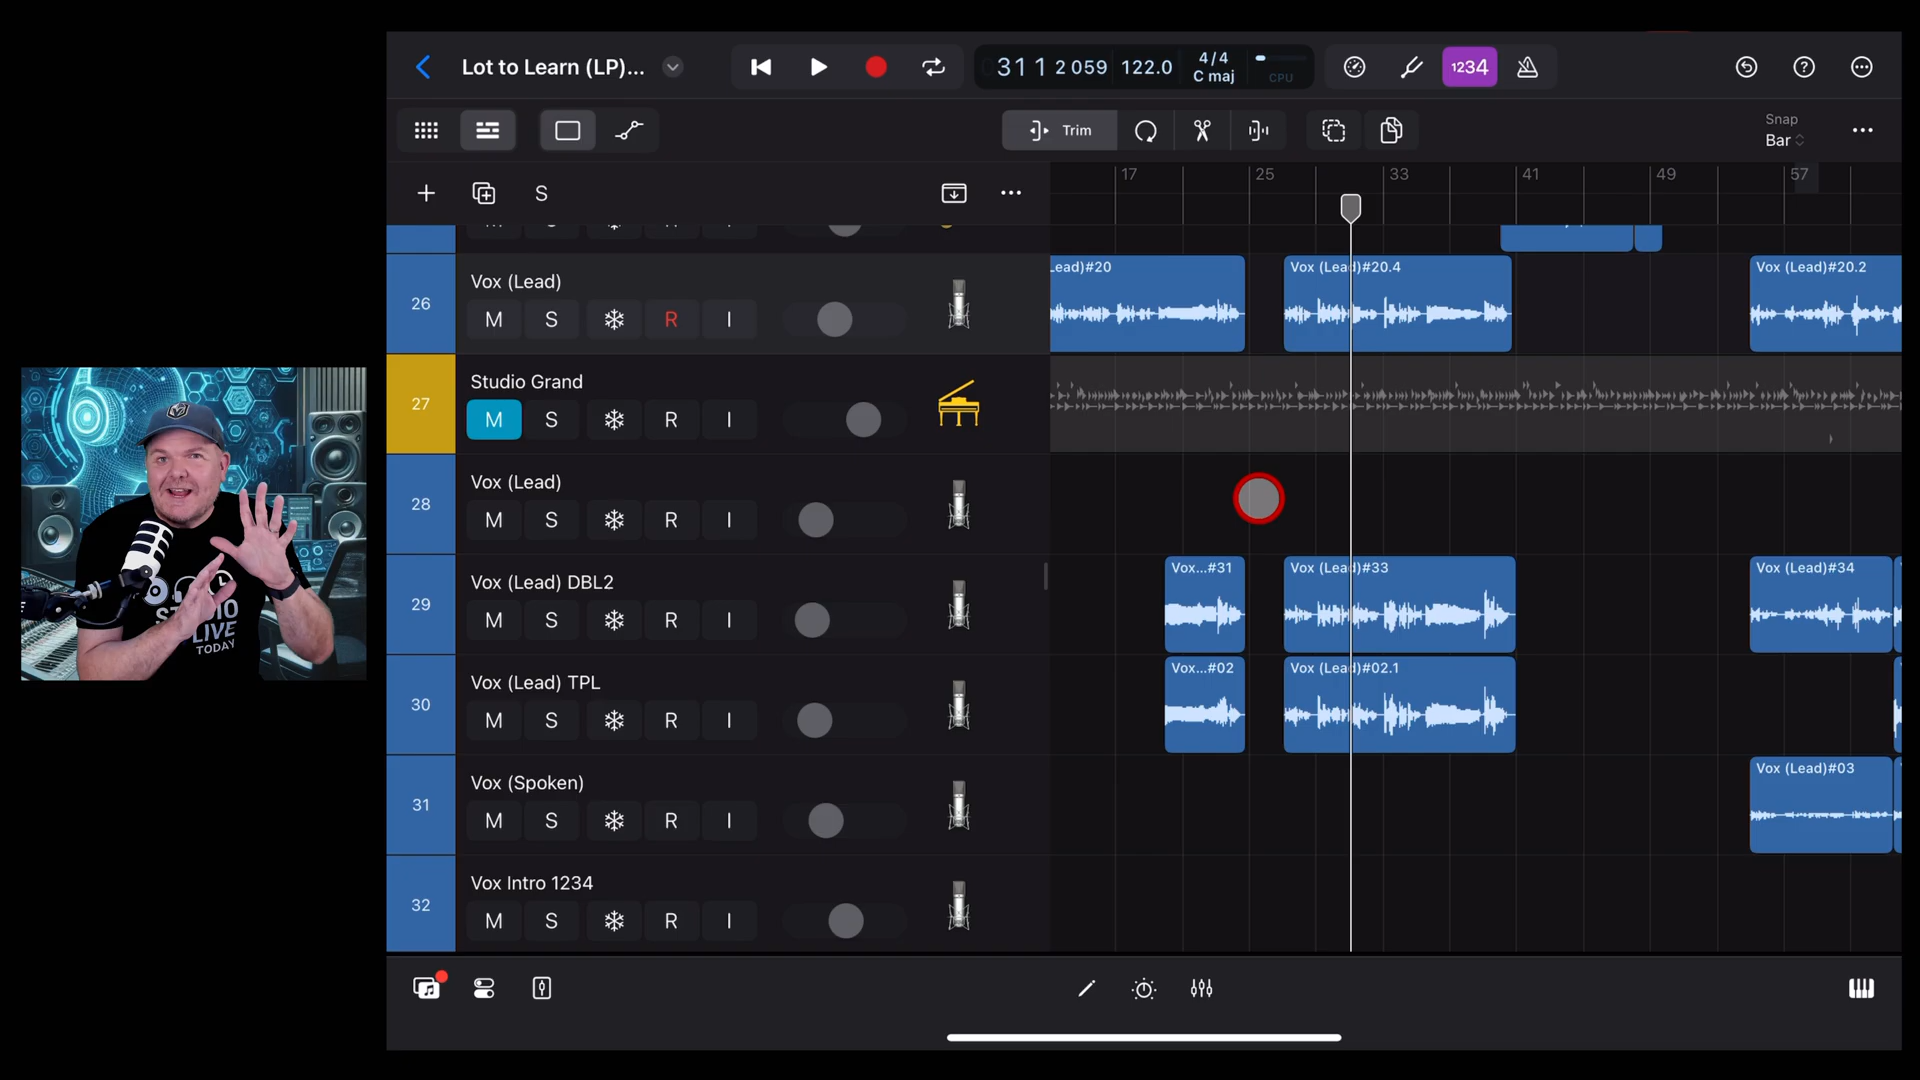 Lot to Learn (LP)...
31 1 2 059
122.0
4/4
C maj
CPU
1234
Trim
Snap
Bar
S
17
25
33
41
49
57
26
Vox (Lead)
M S R I
Lead)#20
Vox (Lead)#20.4
Vox (Lead)#20.2
27
Studio Grand
M S R I
28
Vox (Lead)
M S R I
29
Vox (Lead) DBL2
M S R I
Vox...#31
Vox (Lead)#33
Vox (Lead)#34
30
Vox (Lead) TPL
M S R I
Vox...#02
Vox (Lead)#02.1
31
Vox (Spoken)
M S R I
Vox (Lead)#03
32
Vox Intro 1234
M S R I
STUDIO
LIVE
TODAY